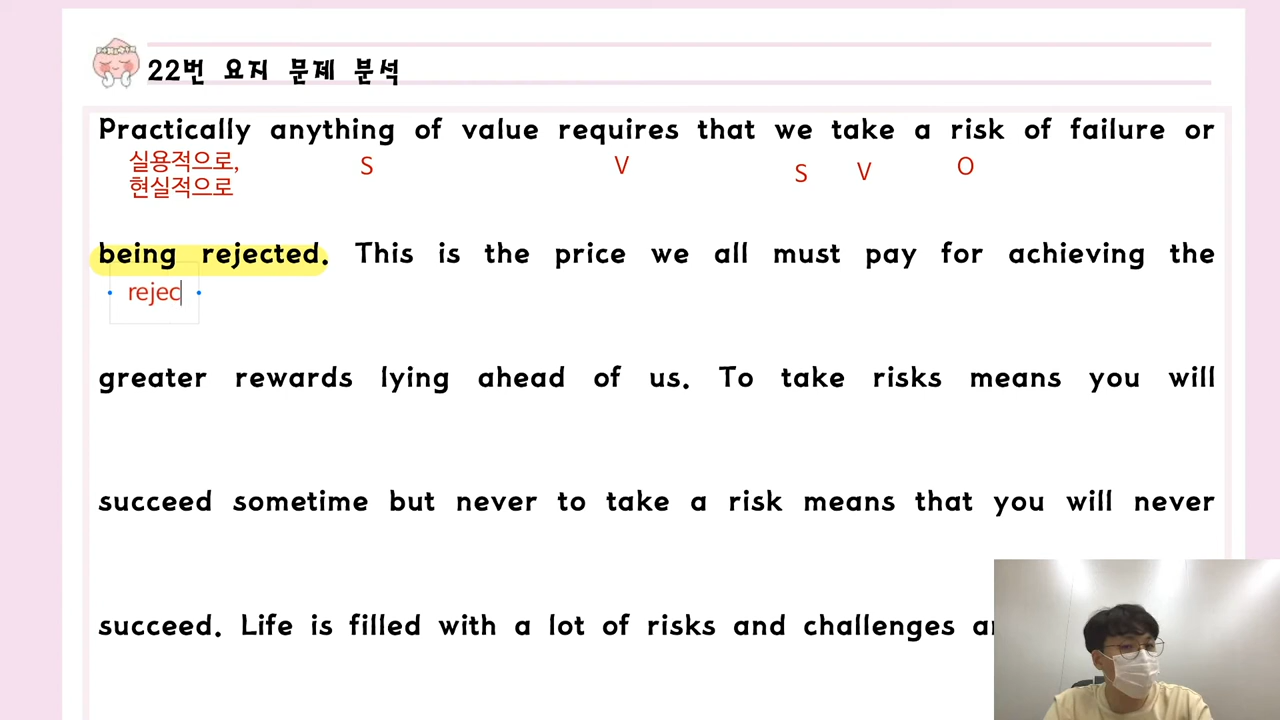 22번 요지 문제 분석
Practically anything of value requires that we take a risk of failure or
실용적으로, S V S V O
현실적으로
being rejected. This is the price we all must pay for achieving the
rejec
greater rewards lying ahead of us. To take risks means you will
succeed sometime but never to take a risk means that you will never
succeed. Life is filled with a lot of risks and challenges